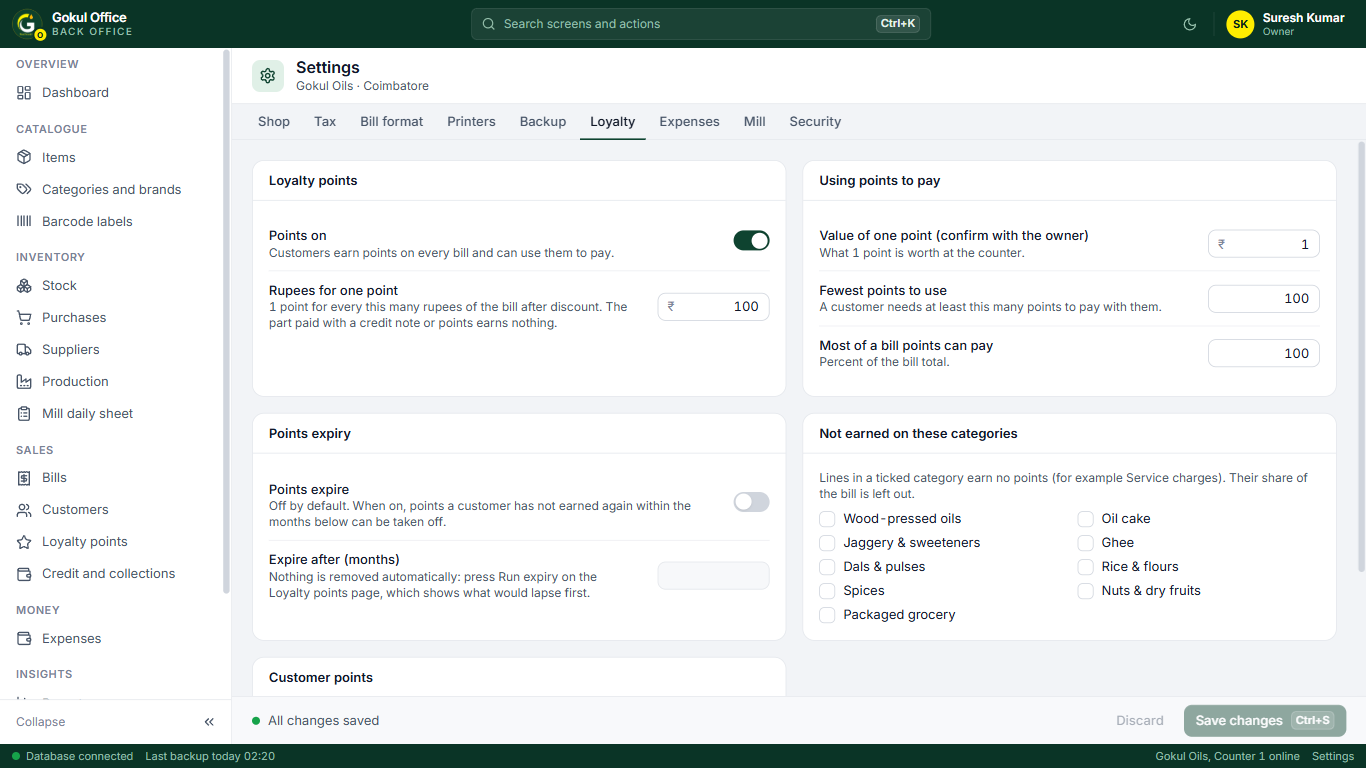 Gokul Office
BACK OFFICE
Search screens and actions
Ctrl+K
SK
Suresh Kumar
Owner
OVERVIEW
Dashboard
CATALOGUE
Items
Categories and brands
Barcode labels
INVENTORY
Stock
Purchases
Suppliers
Production
Mill daily sheet
SALES
Bills
Customers
Loyalty points
Credit and collections
MONEY
Expenses
INSIGHTS
Collapse
Settings
Gokul Oils · Coimbatore
Shop
Tax
Bill format
Printers
Backup
Loyalty
Expenses
Mill
Security
Loyalty points
Points on
Customers earn points on every bill and can use them to pay.
Rupees for one point
1 point for every this many rupees of the bill after discount. The
part paid with a credit note or points earns nothing.
₹ 100
Using points to pay
Value of one point (confirm with the owner)
What 1 point is worth at the counter.
₹ 1
Fewest points to use
A customer needs at least this many points to pay with them.
100
Most of a bill points can pay
Percent of the bill total.
100
Points expiry
Points expire
Off by default. When on, points a customer has not earned again within the
months below can be taken off.
Expire after (months)
Nothing is removed automatically: press Run expiry on the
Loyalty points page, which shows what would lapse first.
Not earned on these categories
Lines in a ticked category earn no points (for example Service charges). Their share of
the bill is left out.
Wood-pressed oils
Oil cake
Jaggery & sweeteners
Ghee
Dals & pulses
Rice & flours
Spices
Nuts & dry fruits
Packaged grocery
Customer points
All changes saved
Discard
Save changes
Ctrl+S
Database connected
Last backup today 02:20
Gokul Oils, Counter 1 online
Settings